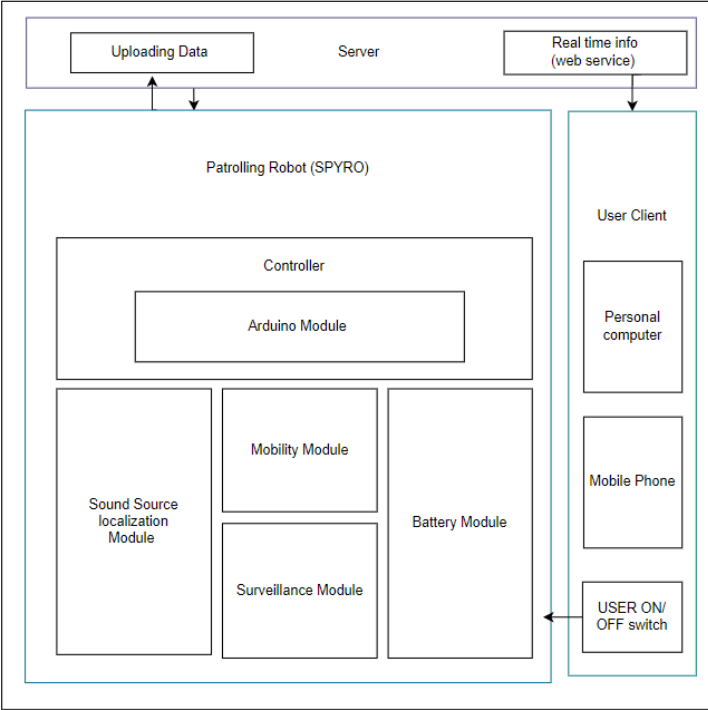 Uploading Data
Server
Real time info
(web service)
Patrolling Robot (SPYRO)
User Client
Controller
Arduino Module
Personal
computer
Mobility Module
Sound Source
localization
Module
Battery Module
Surveillance Module
Mobile Phone
USER ON/
OFF switch